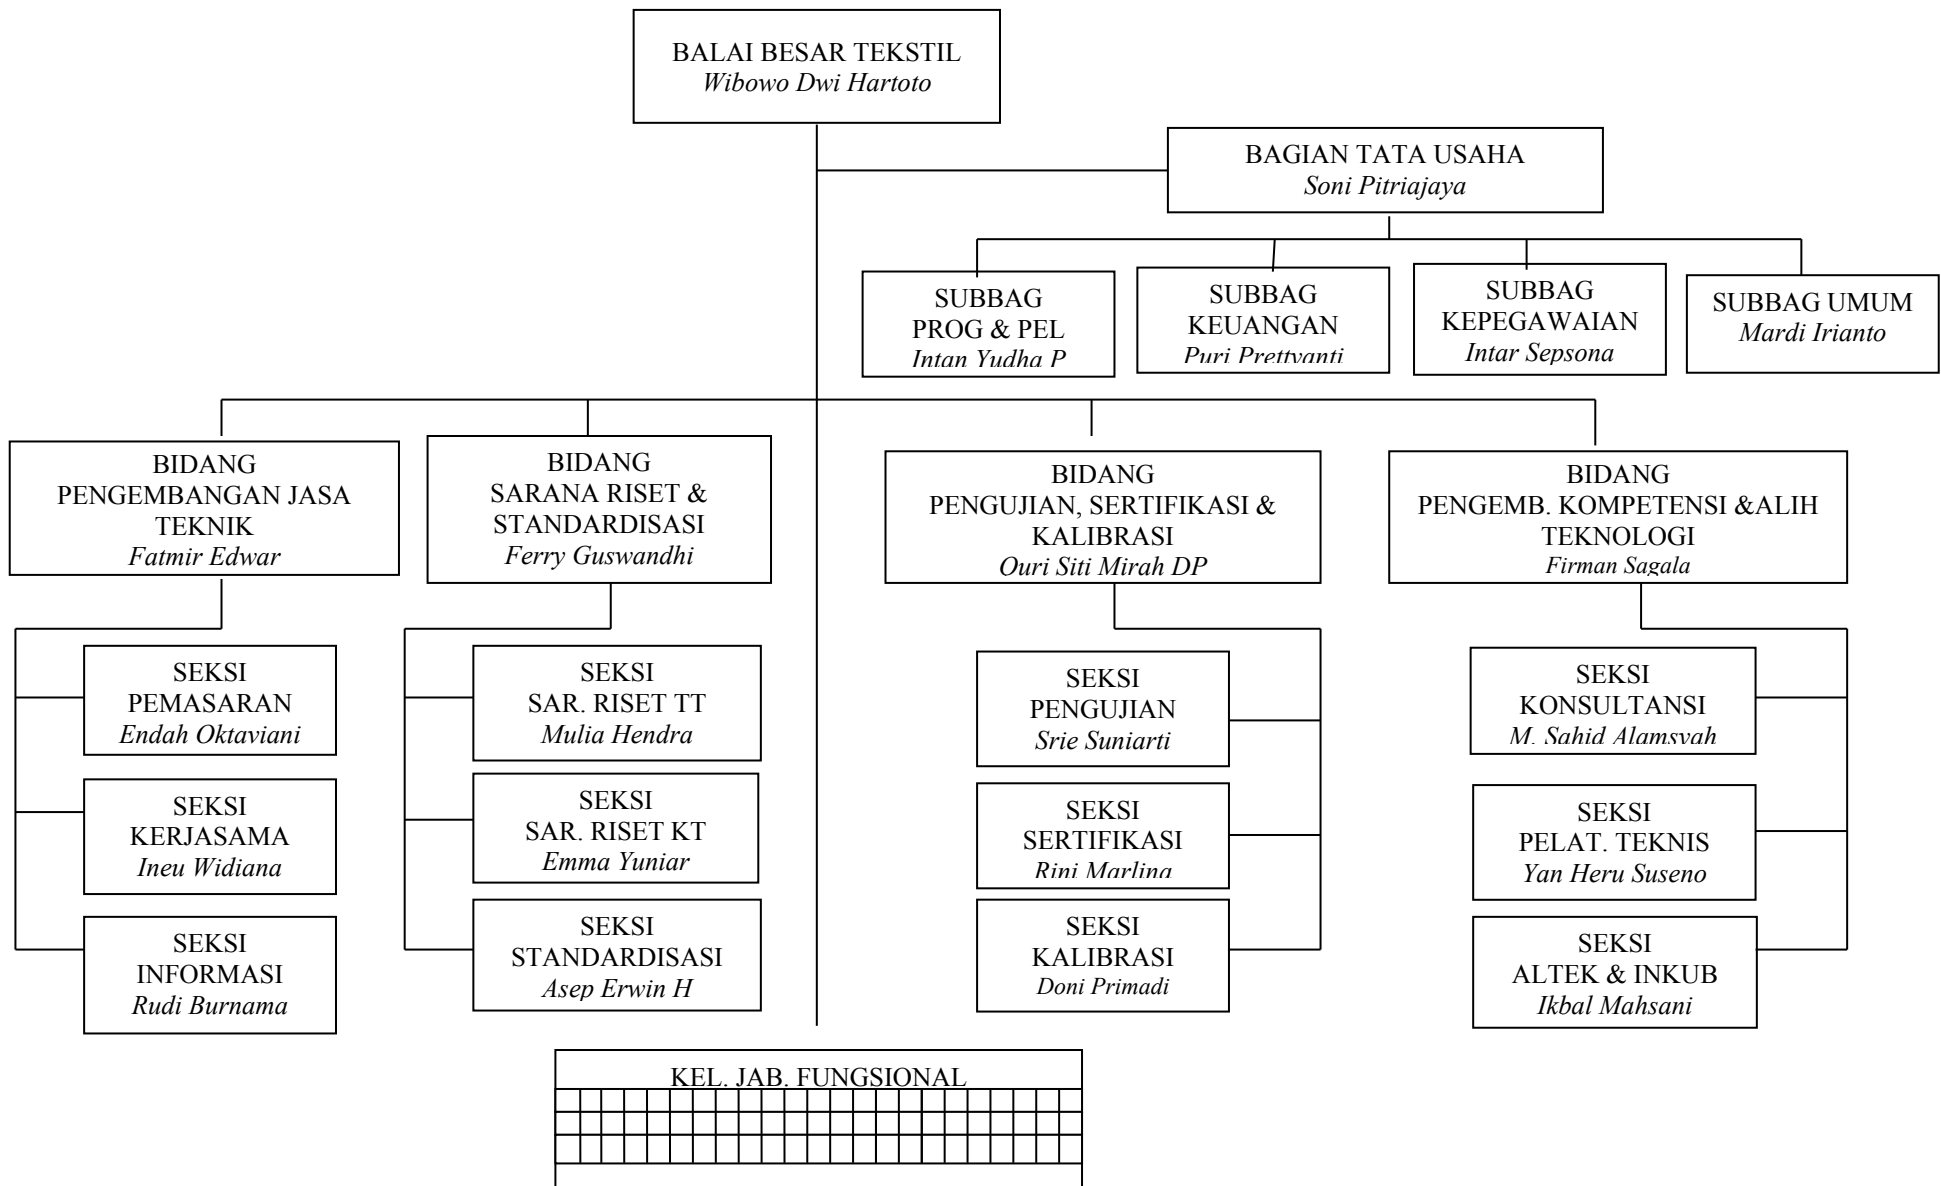 BALAI BESAR TEKSTIL
Wibowo Dwi Hartoto
BAGIAN TATA USAHA
Soni Pitriajaya
SUBBAG
PROG & PEL
Intan Yudha P
SUBBAG
KEUANGAN
Puri Prettyanti
SUBBAG
KEPEGAWAIAN
Intar Sepsona
SUBBAG UMUM
Mardi Irianto
BIDANG
PENGEMBANGAN JASA
TEKNIK
Fatmir Edwar
BIDANG
SARANA RISET &
STANDARDISASI
Ferry Guswandhi
BIDANG
PENGUJIAN, SERTIFIKASI &
KALIBRASI
Ouri Siti Mirah DP
BIDANG
PENGEMB. KOMPETENSI &ALIH
TEKNOLOGI
Firman Sagala
SEKSI
PEMASARAN
Endah Oktaviani
SEKSI
KERJASAMA
Ineu Widiana
SEKSI
INFORMASI
Rudi Burnama
SEKSI
SAR. RISET TT
Mulia Hendra
SEKSI
SAR. RISET KT
Emma Yuniar
SEKSI
STANDARDISASI
Asep Erwin H
SEKSI
PENGUJIAN
Srie Suniarti
SEKSI
SERTIFIKASI
Rini Marlina
SEKSI
KALIBRASI
Doni Primadi
SEKSI
KONSULTANSI
M. Sahid Alamsyah
SEKSI
PELAT. TEKNIS
Yan Heru Suseno
SEKSI
ALTEK & INKUB
Ikbal Mahsani
KEL. JAB. FUNGSIONAL